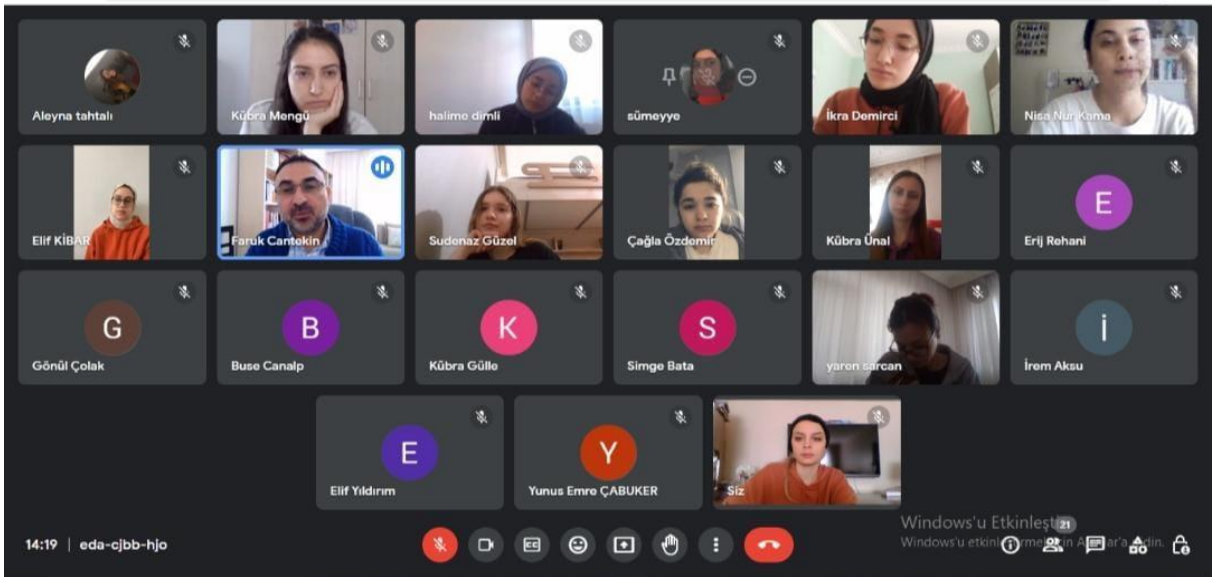 Aleyna tahtalı
Kübra Mengü
halime dimli
sümeyye
İkra Demirci
Nisa Nur Kama
Elif KİBAR
Faruk Cantekin
Sudenaz Güzel
Çağla Özdemir
Kübra Ünal
E
Erij Rehani
G
Gönül Çolak
B
Buse Canalp
K
Kübra Gülle
S
Simge Bata
yaren sarcan
İ
İrem Aksu
E
Elif Yıldırım
Y
Yunus Emre ÇABUKER
Siz
14:19 | eda-cjbb-hjo
CC
Windows'u Etkinleştir
21
Windows'u